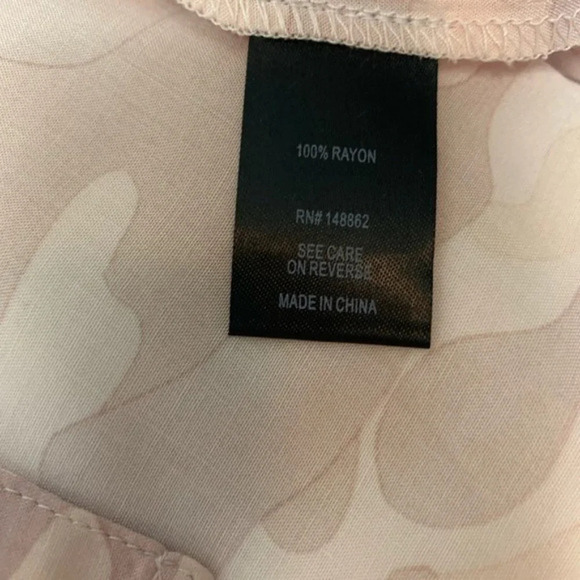 100% RAYON
RN# 148862
SEE CARE
ON REVERSE
MADE IN CHINA